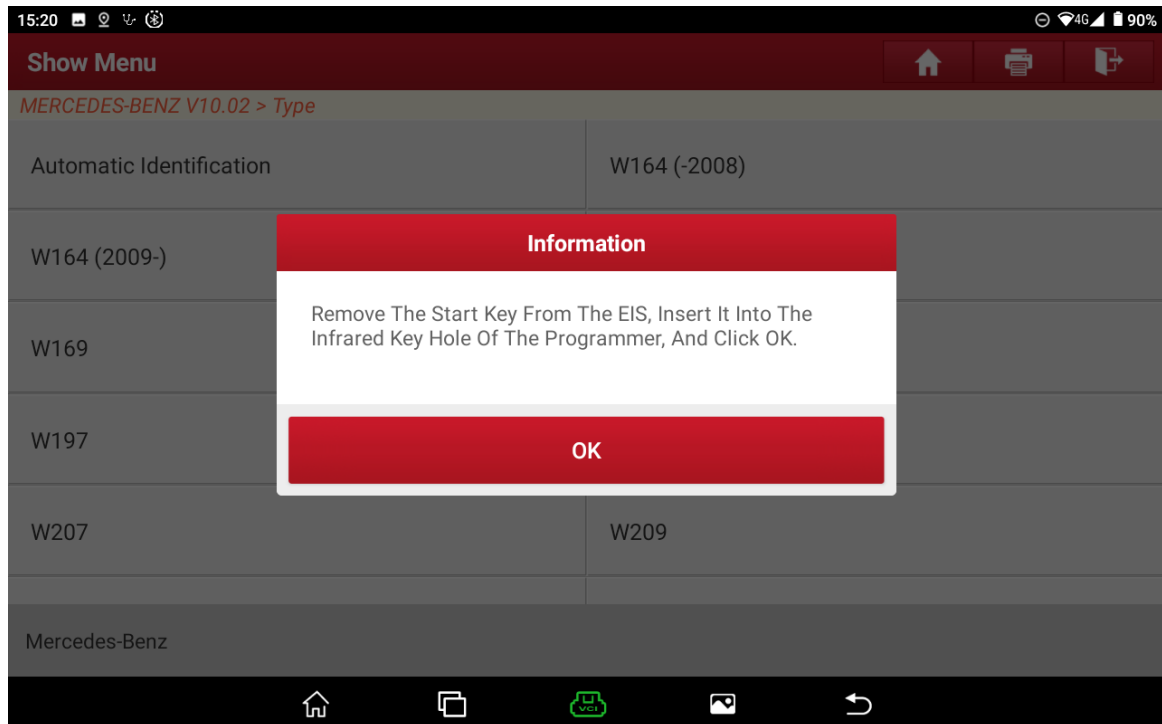 15:20
4G 90%
Show Menu
MERCEDES-BENZ V10.02 > Type
Automatic Identification
W164 (-2008)
W164 (2009-)
Information
Remove The Start Key From The EIS, Insert It Into The
Infrared Key Hole Of The Programmer, And Click OK.
W169
W197
OK
W207
W209
Mercedes-Benz
VCI